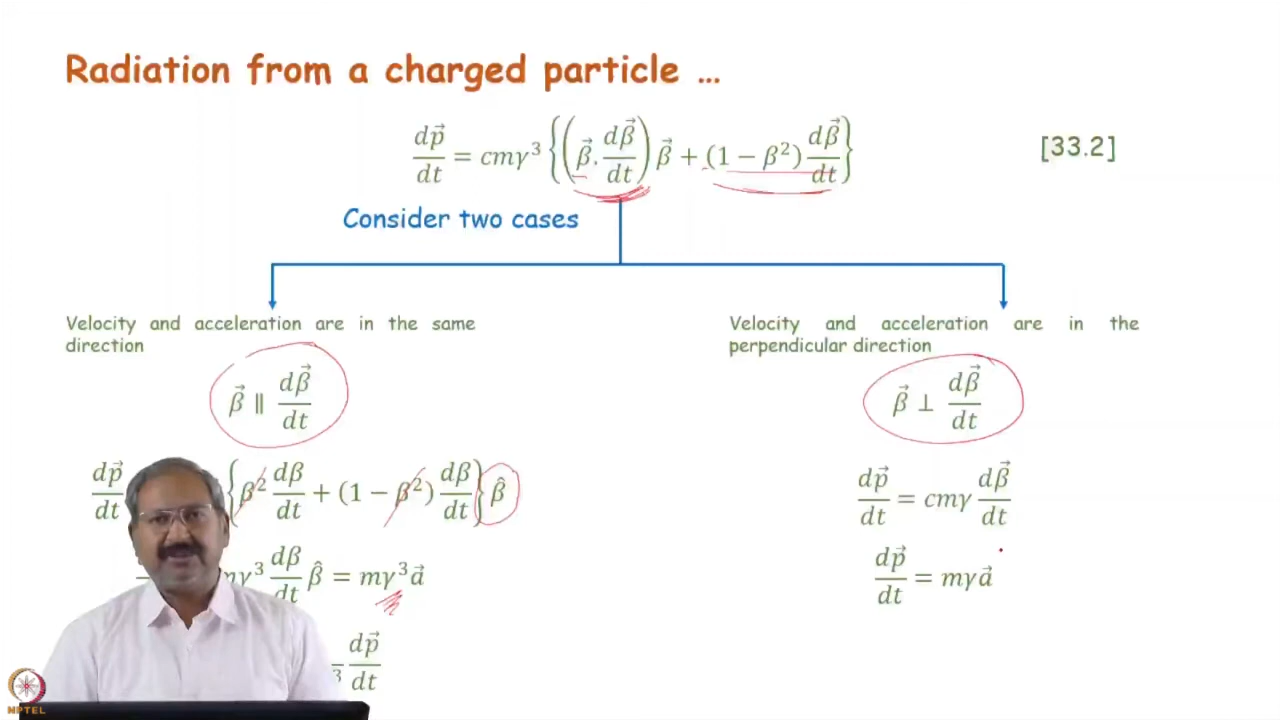 Radiation from a charged particle ...
dp⃗/dt = cmγ³ {(β⃗. dβ⃗/dt) β⃗ + (1 − β²) dβ⃗/dt}
[33.2]
Consider two cases
Velocity and acceleration are in the same
direction
β⃗ ∥ dβ⃗/dt
dp⃗/dt {β² dβ/dt + (1 − β²) dβ/dt} β̂
γ³ dβ/dt β̂ = mγ³a⃗
dp⃗/dt
Velocity and acceleration are in the
perpendicular direction
β⃗ ⊥ dβ⃗/dt
dp⃗/dt = cmγ dβ⃗/dt
dp⃗/dt = mγa⃗
NPTEL